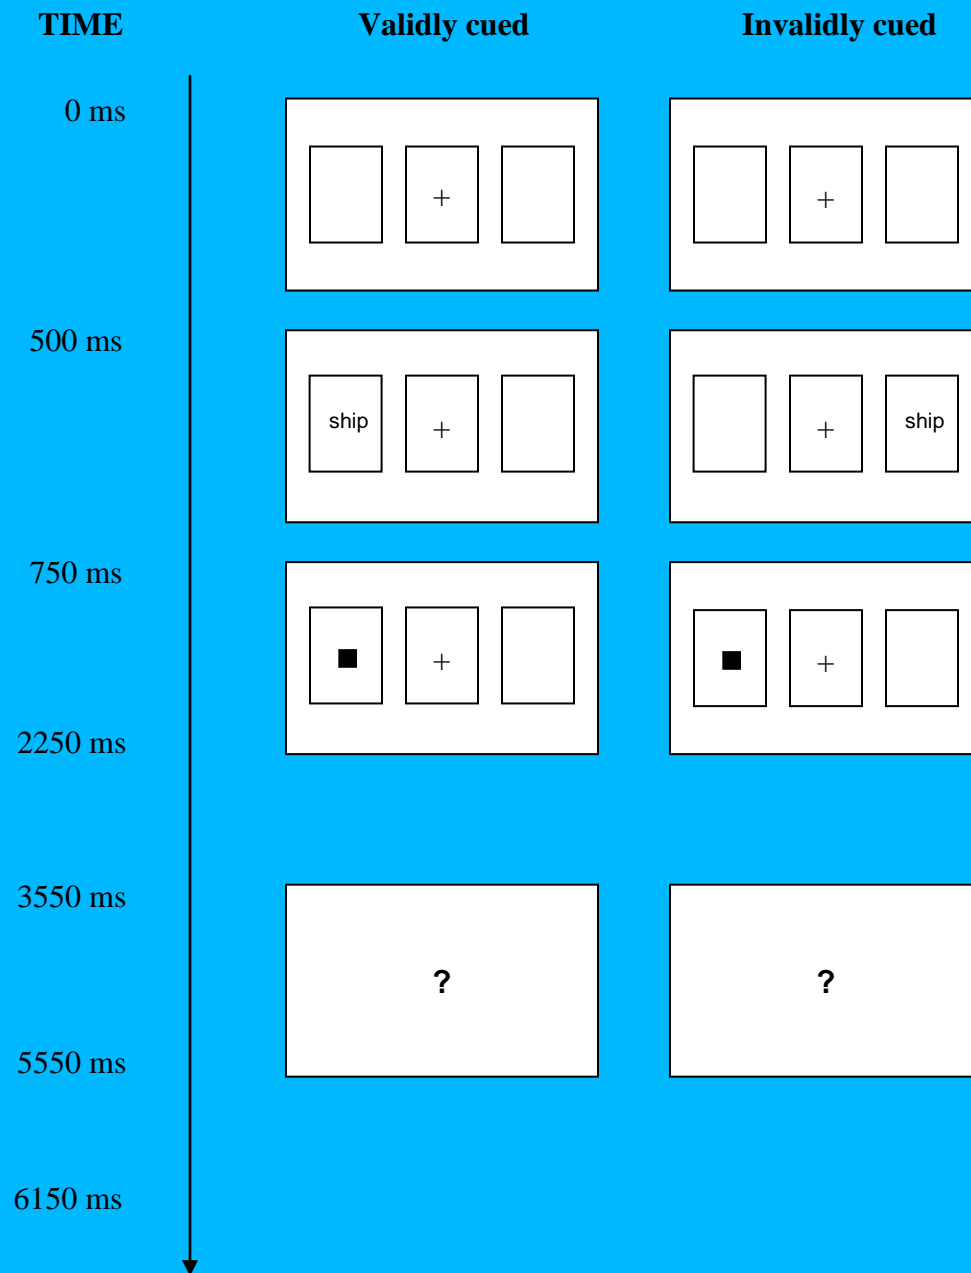 TIME Validly cued Invalidly cued
0 ms
+ +
500 ms
ship + + ship
750 ms
+ +
2250 ms
3550 ms
? ?
5550 ms
6150 ms